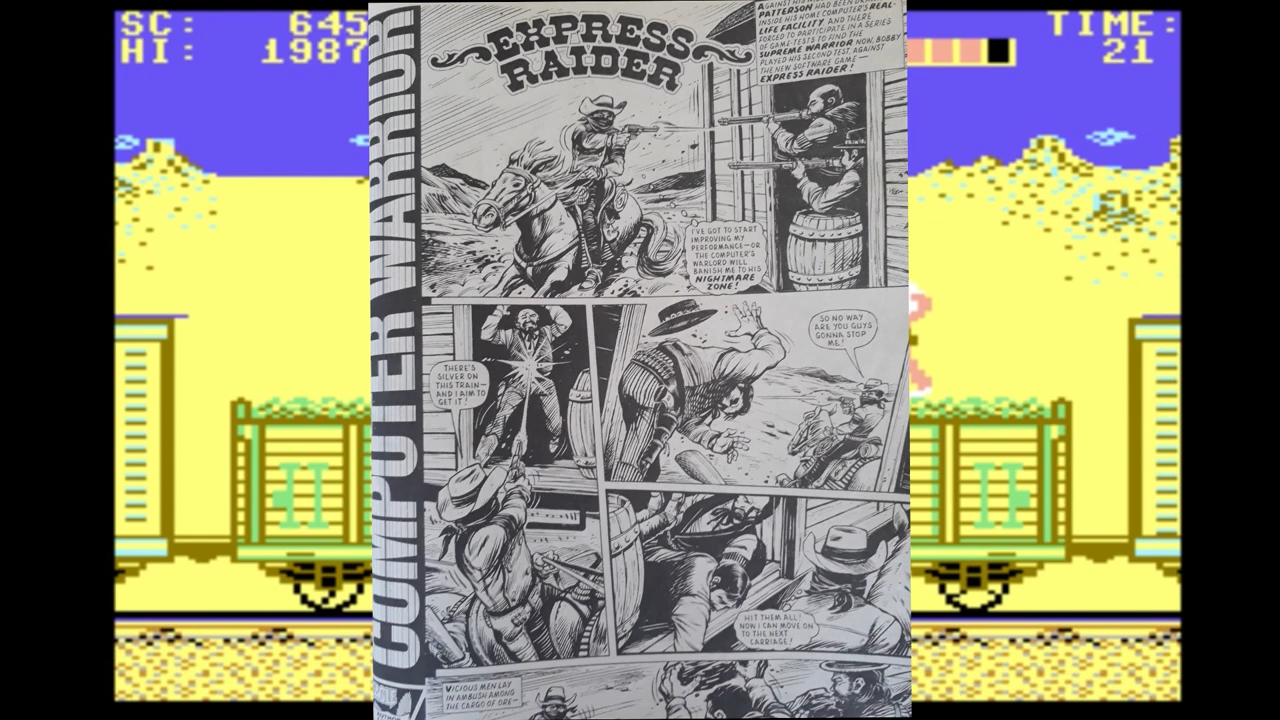 SC: 645
HI: 1987
TIME:
21
COMPUTER WARRIOR
EXPRESS
RAIDER
AGAINST HIS
PATTERSON HAD BEEN
INSIDE HIS HOME COMPUTER'S REAL-
LIFE FACILITY AND THERE
FORCED TO PARTICIPATE IN A SERIES
OF GAME-TESTS TO FIND THE
SUPREME WARRIOR. NOW, BOBBY
PLAYED HIS SECOND TEST, AGAINST
THE NEW SOFTWARE GAME—
EXPRESS RAIDER!
I'VE GOT TO START
IMPROVING MY
PERFORMANCE—OR
THE COMPUTER'S
WARLORD WILL
BANISH ME TO HIS
NIGHTMARE
ZONE!
THERE'S
SILVER ON
THIS TRAIN—
AND I AIM TO
GET IT!
SO NO WAY
ARE YOU GUYS
GONNA STOP
ME!
HIT THEM ALL!
NOW I CAN MOVE ON
TO THE NEXT
CARRIAGE!
VICIOUS MEN LAY
IN AMBUSH AMONG
THE CARGO OF ORE—